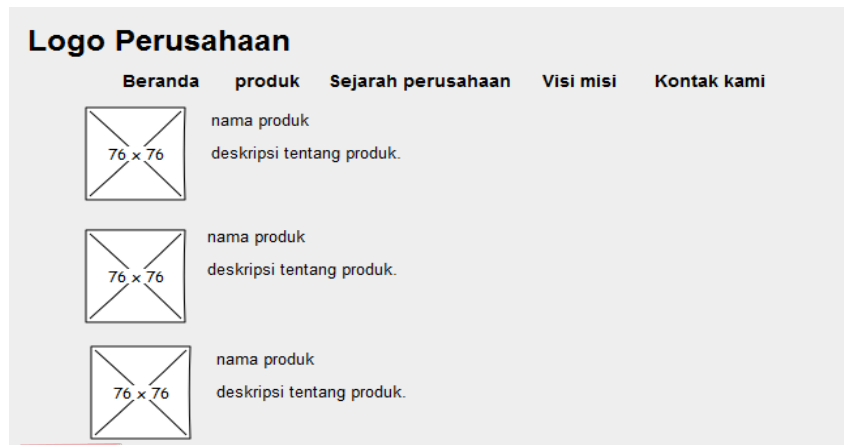 Logo Perusahaan
Beranda produk Sejarah perusahaan Visi misi Kontak kami
nama produk
76 x 76
deskripsi tentang produk.
nama produk
76 x 76
deskripsi tentang produk.
nama produk
76 x 76
deskripsi tentang produk.